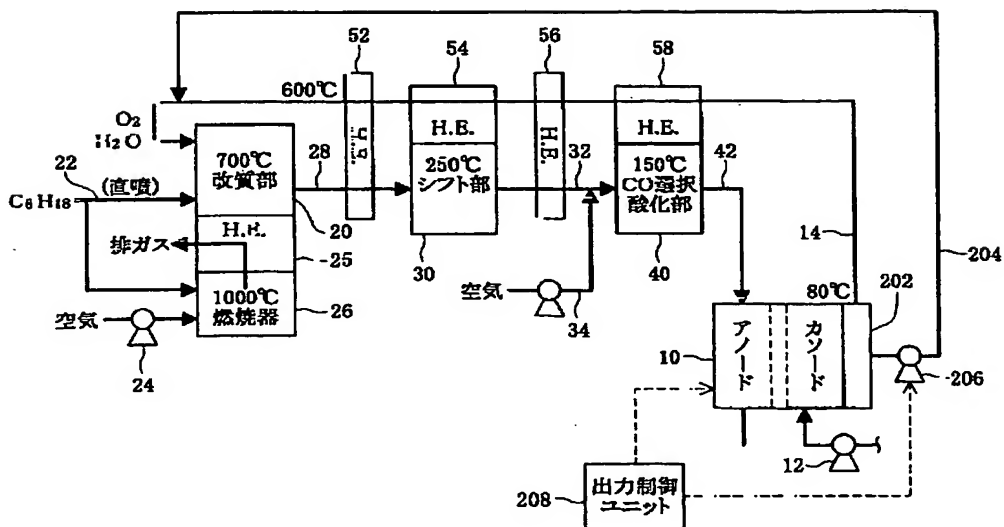 52
54
56
58
204
600℃
O₂
H₂O
H.E.
H.E.
H.E.
H.E.
22
(直噴)
C₈H₁₈
700℃
改質部
28
250℃
シフト部
32
150℃
CO選択
酸化部
42
H.E.
排ガス
20
25
30
空気
34
40
14
80℃
202
1000℃
燃焼器
26
空気
24
10
アノード
カソード
206
12
208
出力制御
ユニット